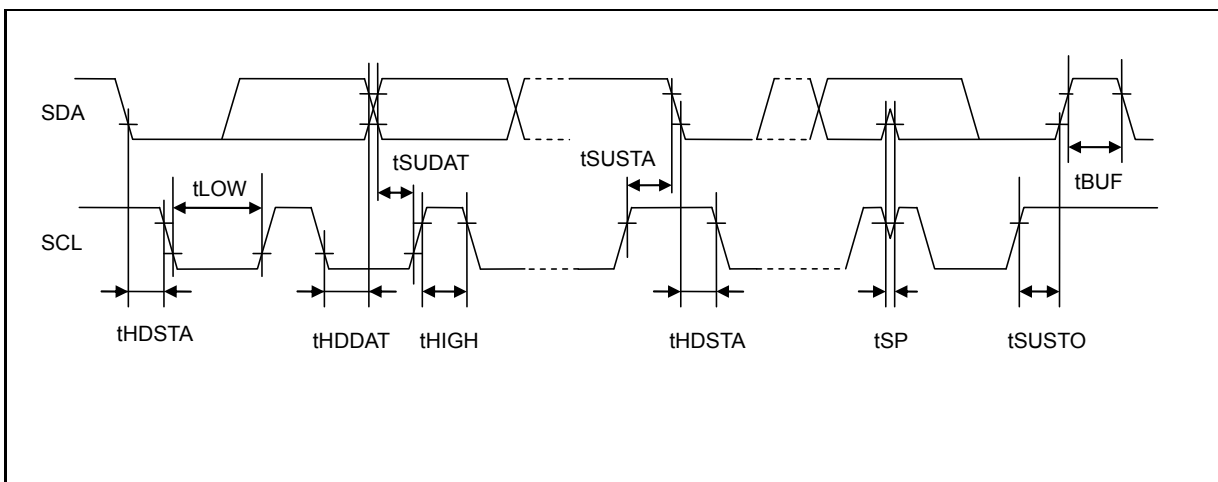 SDA
tSUDAT
tSUSTA
tLOW
tBUF
SCL
tHDSTA
tHDDAT
tHIGH
tHDSTA
tSP
tSUSTO